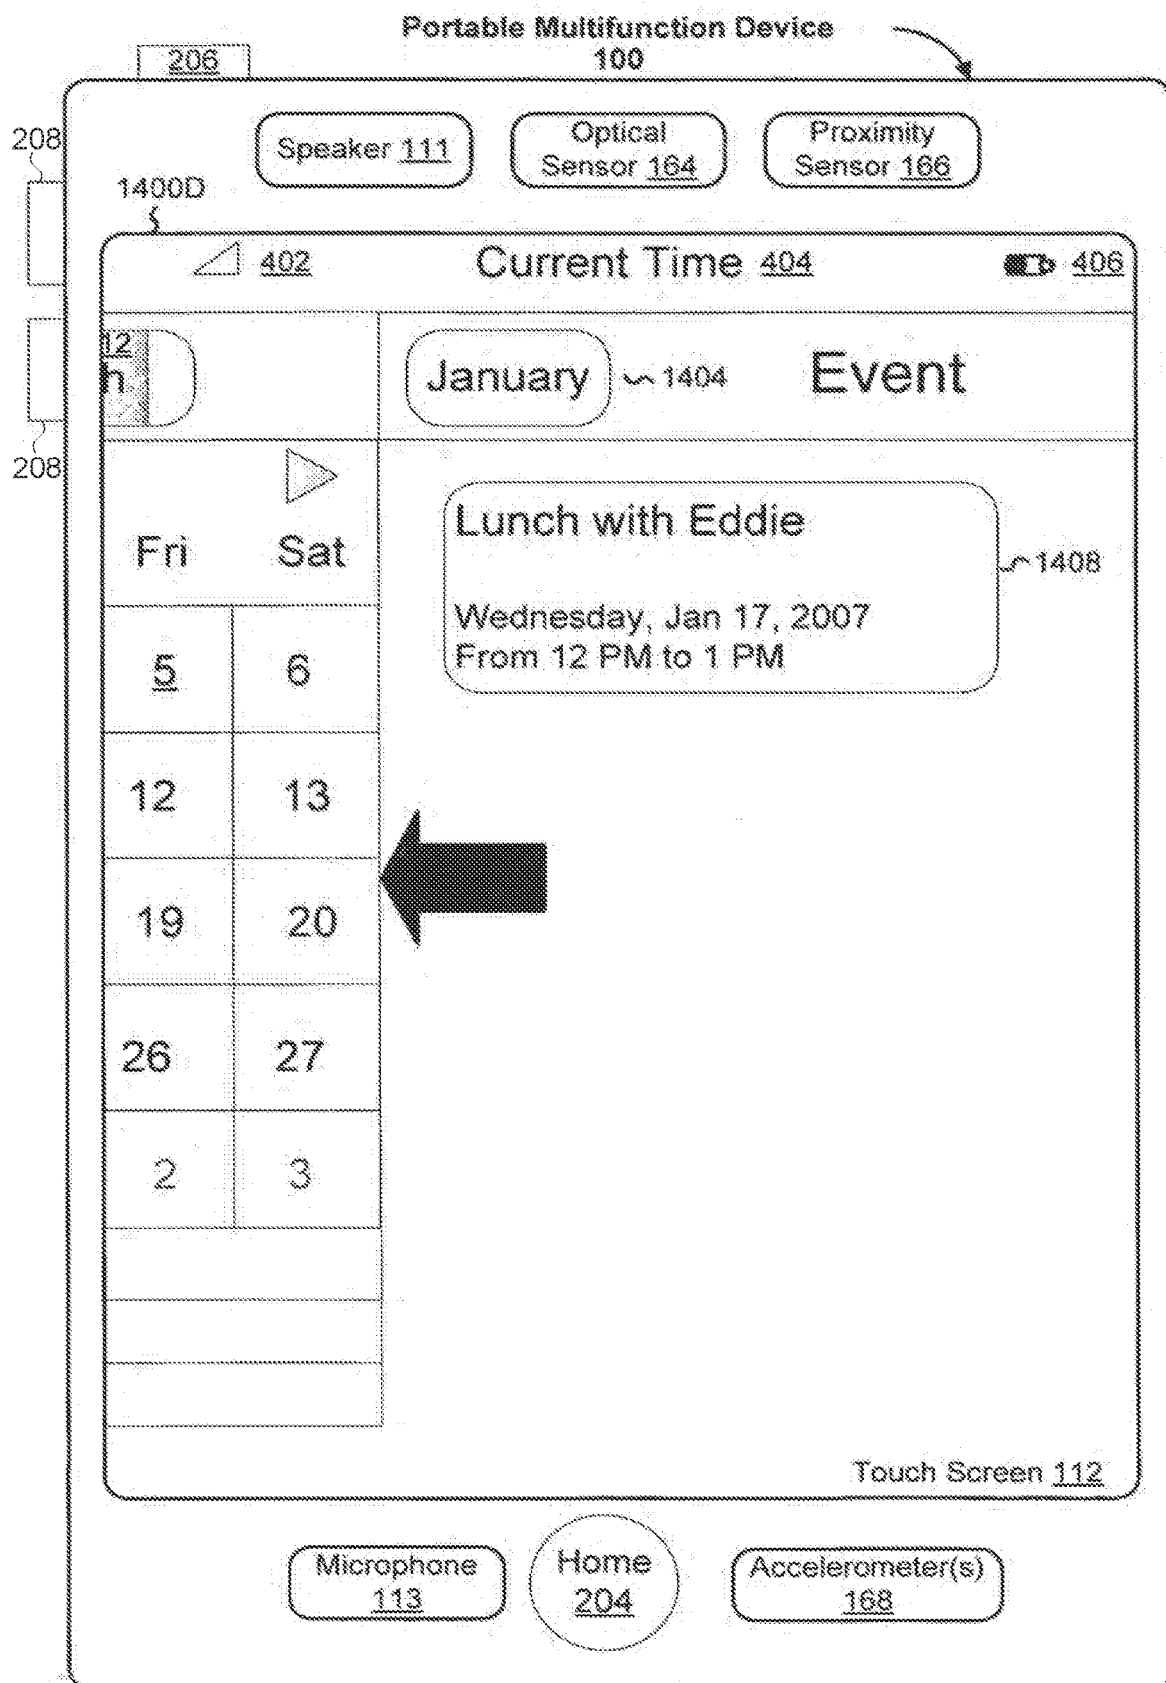 Portable Multifunction Device
100
206
208
Speaker 111
Optical
Sensor 164
Proximity
Sensor 166
1400D
402
Current Time 404
406
12
n
January
1404
Event
208
Fri
Sat
Lunch with Eddie
1408
Wednesday, Jan 17, 2007
From 12 PM to 1 PM
5
6
12
13
19
20
26
27
2
3
Touch Screen 112
Microphone
113
Home
204
Accelerometer(s)
168